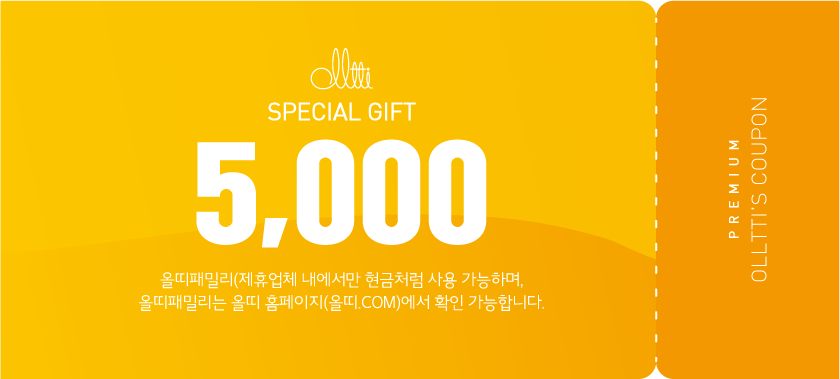 olltti
SPECIAL GIFT
5,000
올띠패밀리(제휴업체 내에서만 현금처럼 사용 가능하며,
올띠패밀리는 올띠 홈페이지(올띠.COM)에서 확인 가능합니다.
PREMIUM
OLLTTI'S COUPON